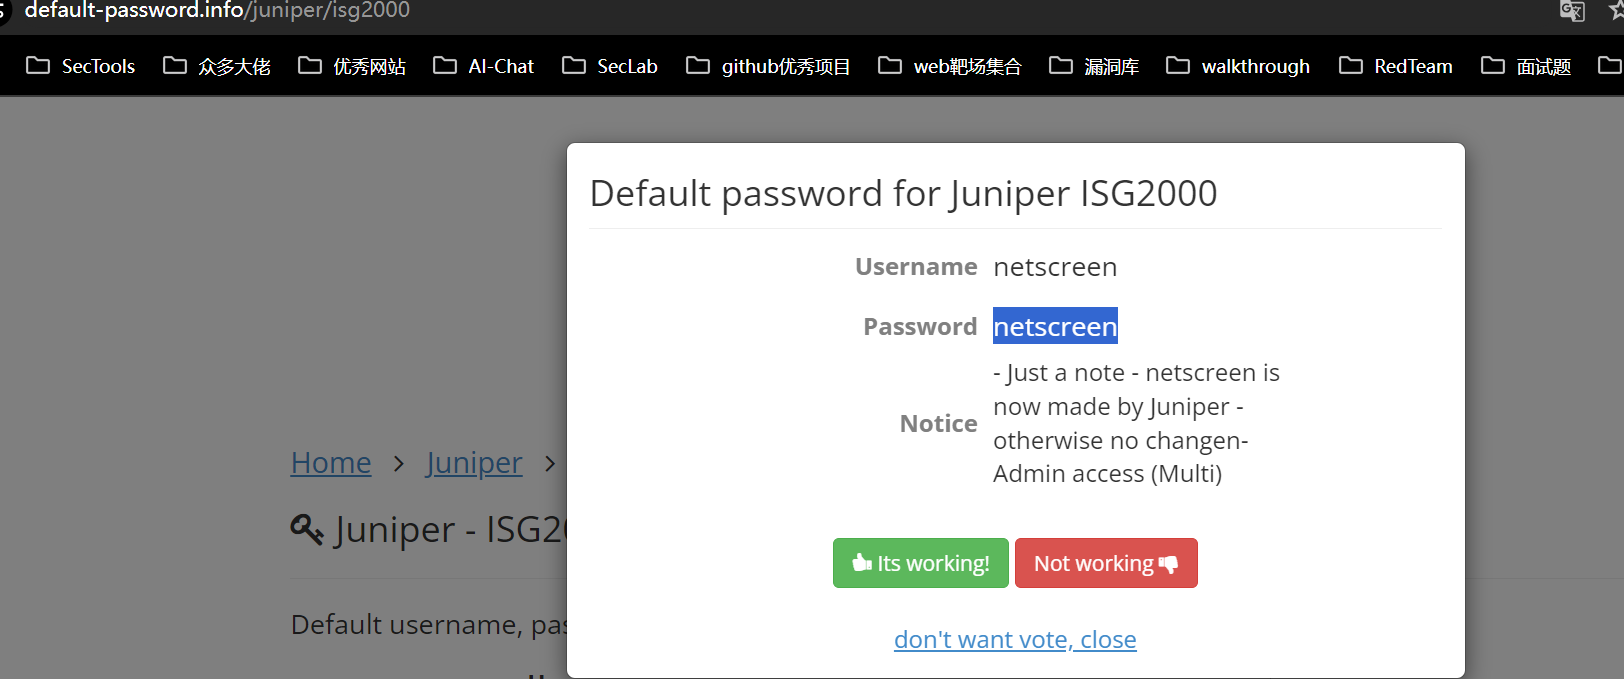 default-password.info/juniper/isg2000
SecTools 众多大佬 优秀网站 AI-Chat SecLab github优秀项目 web靶场集合 漏洞库 walkthrough RedTeam 面试题
Default password for Juniper ISG2000
Username netscreen
Password netscreen
Notice
- Just a note - netscreen is
now made by Juniper -
otherwise no changen-
Admin access (Multi)
Its working! Not working
don't want vote, close
Home > Juniper >
Juniper - ISG2
Default username, pas